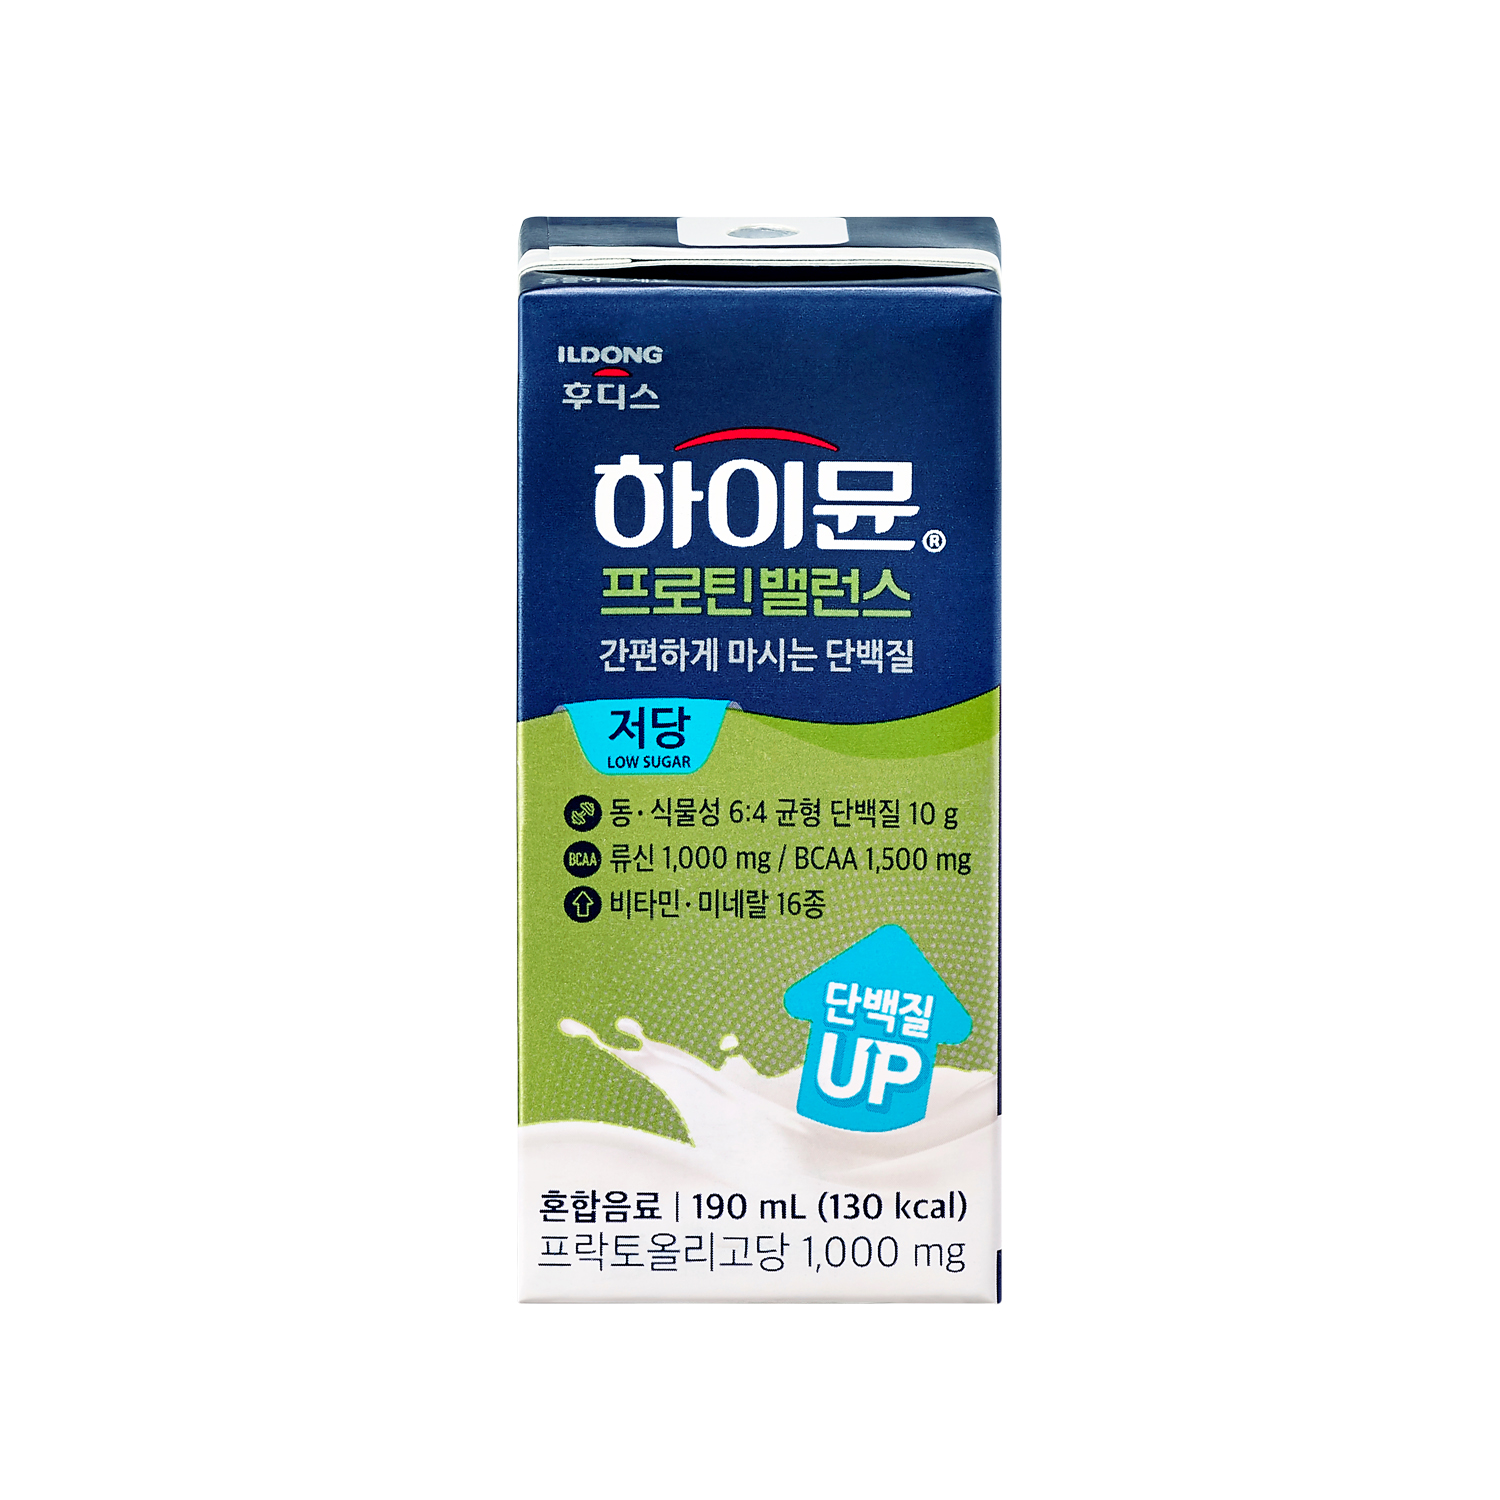 ILDONG
후디스
하이뮨®
프로틴밸런스
간편하게 마시는 단백질
저당
LOW SUGAR
동·식물성 6:4 균형 단백질 10 g
BCAA 류신 1,000 mg / BCAA 1,500 mg
비타민·미네랄 16종
단백질
UP
혼합음료 | 190 mL (130 kcal)
프락토올리고당 1,000 mg